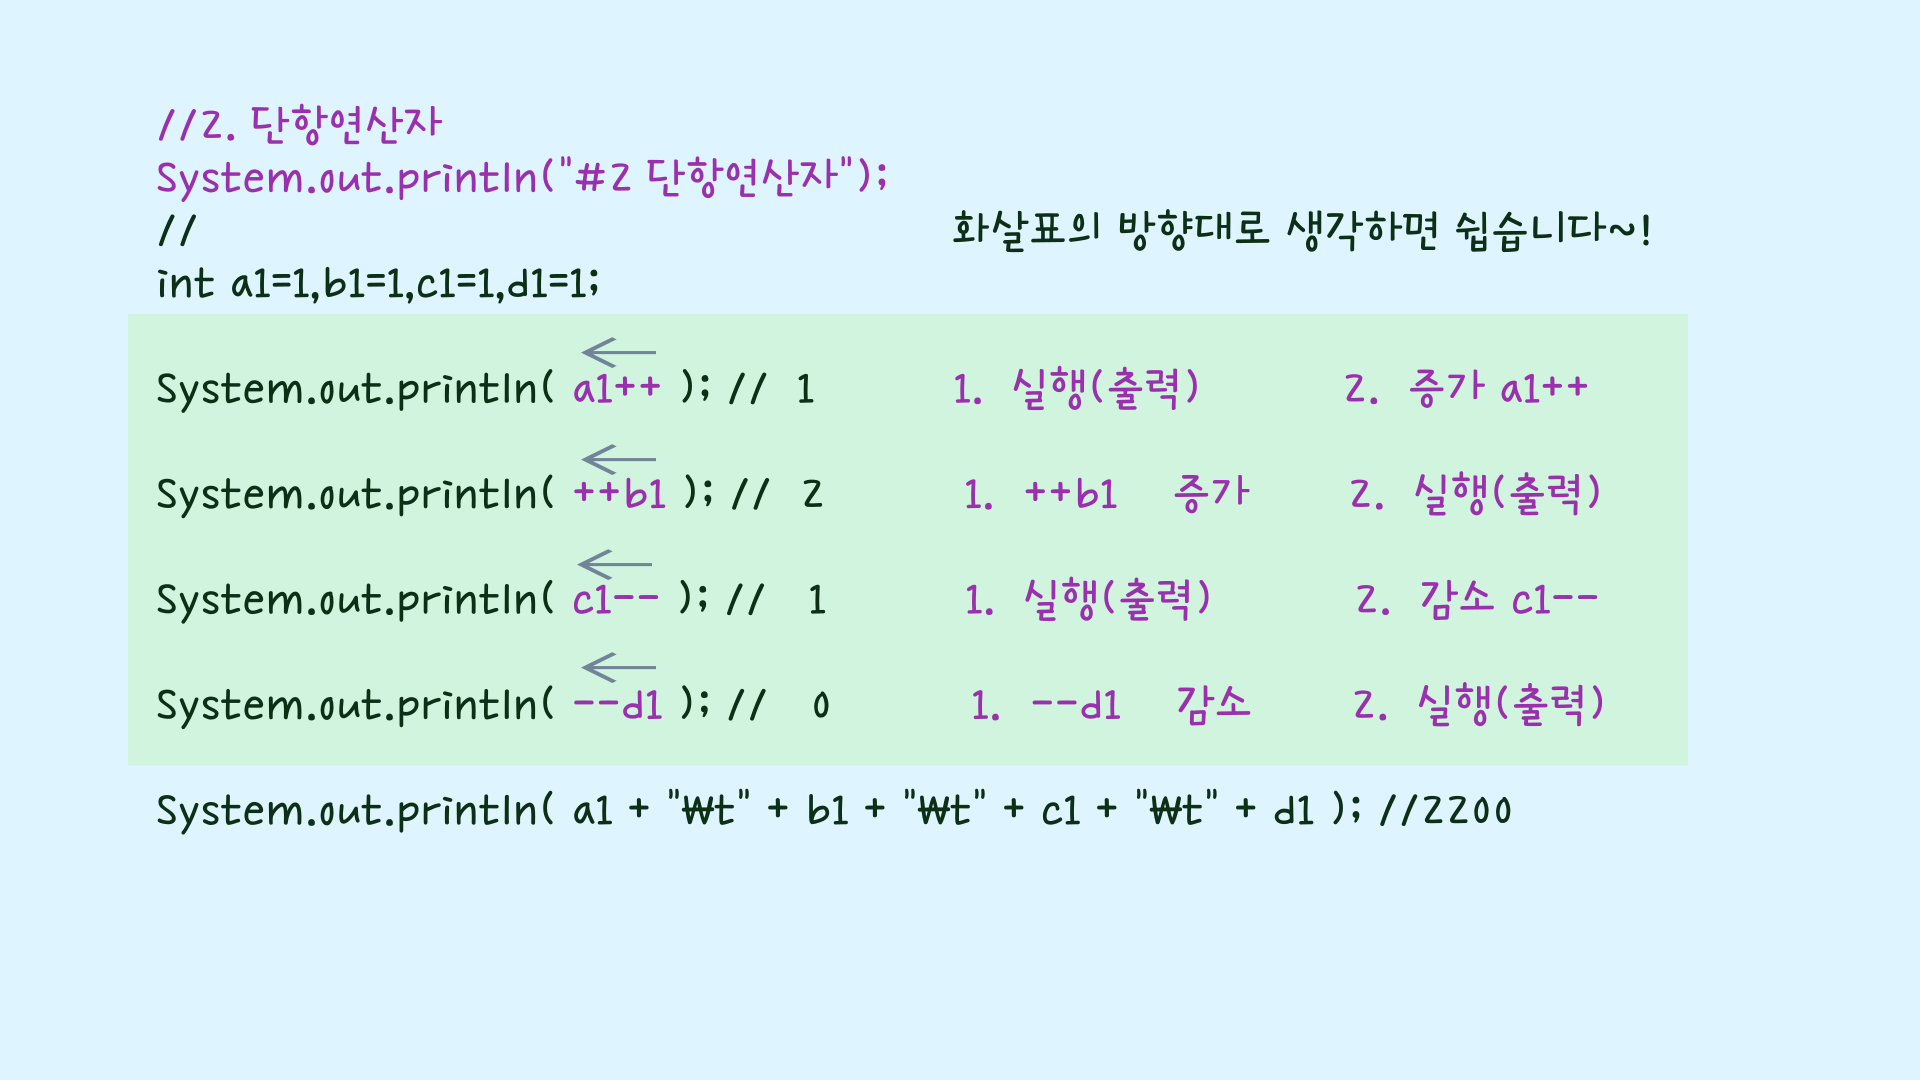 //2. 단항연산자
System.out.println("#2 단항연산자");
//
화살표의 방향대로 생각하면 쉽습니다~!
int a1=1,b1=1,c1=1,d1=1;
System.out.println( a1++ ); // 1 1. 실행(출력) 2. 증가 a1++
System.out.println( ++b1 ); // 2 1. ++b1 증가 2. 실행(출력)
System.out.println( c1-- ); // 1 1. 실행(출력) 2. 감소 c1--
System.out.println( --d1 ); // 0 1. --d1 감소 2. 실행(출력)
System.out.println( a1 + "₩t" + b1 + "₩t" + c1 + "₩t" + d1 ); //2200